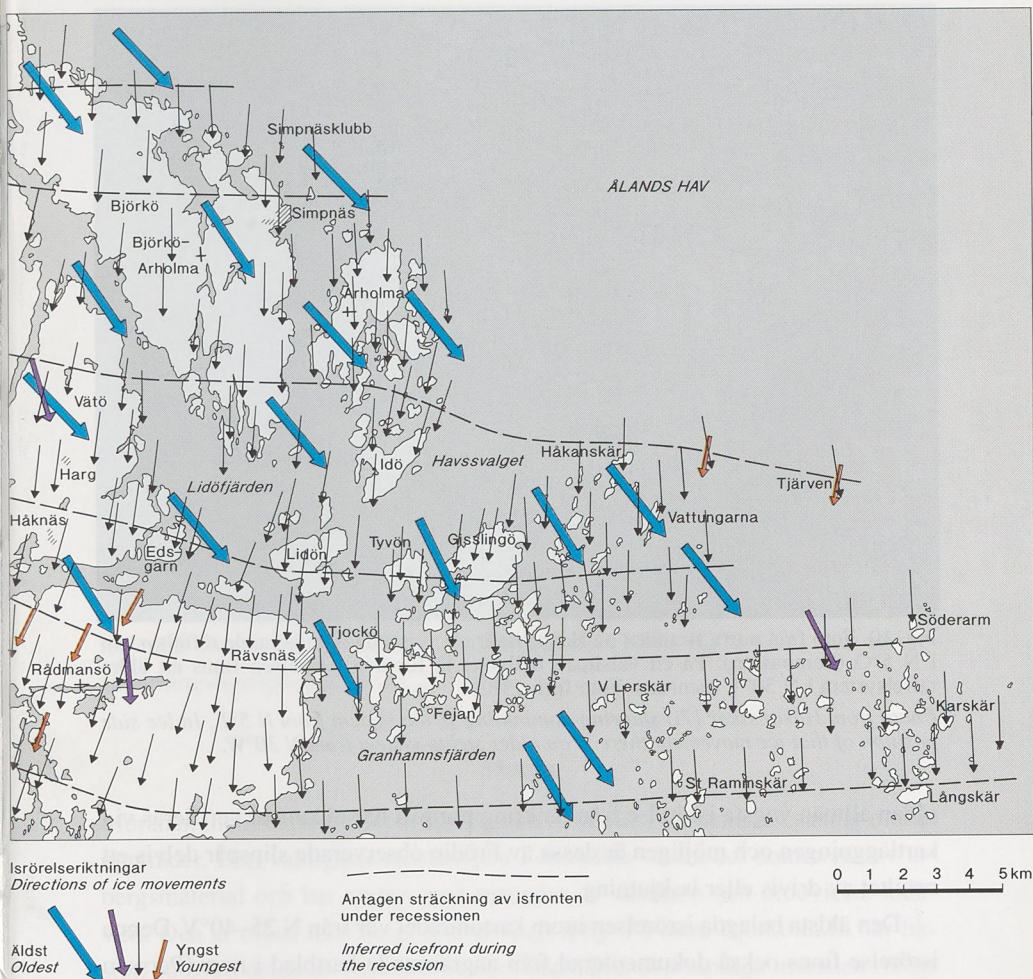 Simpnäsklubb
ÅLANDS HAV
Björkö
Simpnäs
Björkö-
Arholma
Arholma
Vätö
Håkanskär
Idö
Havssvalget
Harg
Tjärven
Lidöfjärden
Håknäs
Vattungarna
Tyvön
Gisslingö
Eds-
garn
Lidön
Söderarm
Tjockö
Rävsnäs
Rådmansö
Lerskär
Karskär
Fejan
Granhamnsfjärden
St Rammskär
Långskär
Isrörelseriktningar
Directions of ice movements
Äldst
Oldest
Yngst
Youngest
Antagen sträckning av isfronten
under recessionen
Inferred icefront during
the recession
0 1 2 3 4 5 km